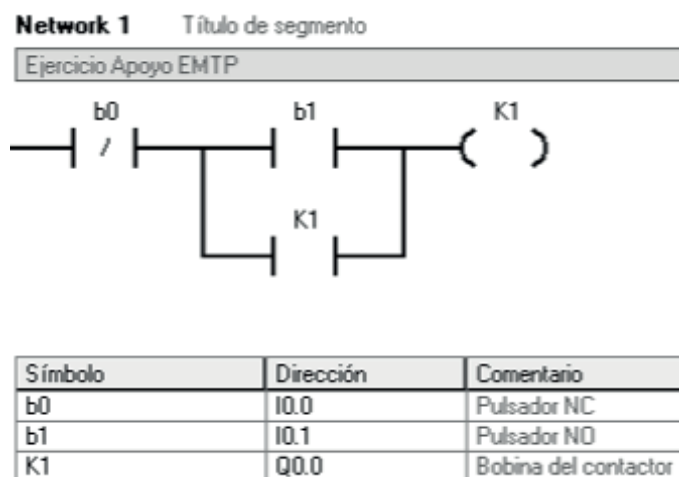 Network 1 Título de segmento
Ejercicio Apoyo EMTP
b0 b1 K1
/
K1
Símbolo Dirección Comentario
b0 I0.0 Pulsador NC
b1 I0.1 Pulsador NO
K1 Q0.0 Bobina del contactor